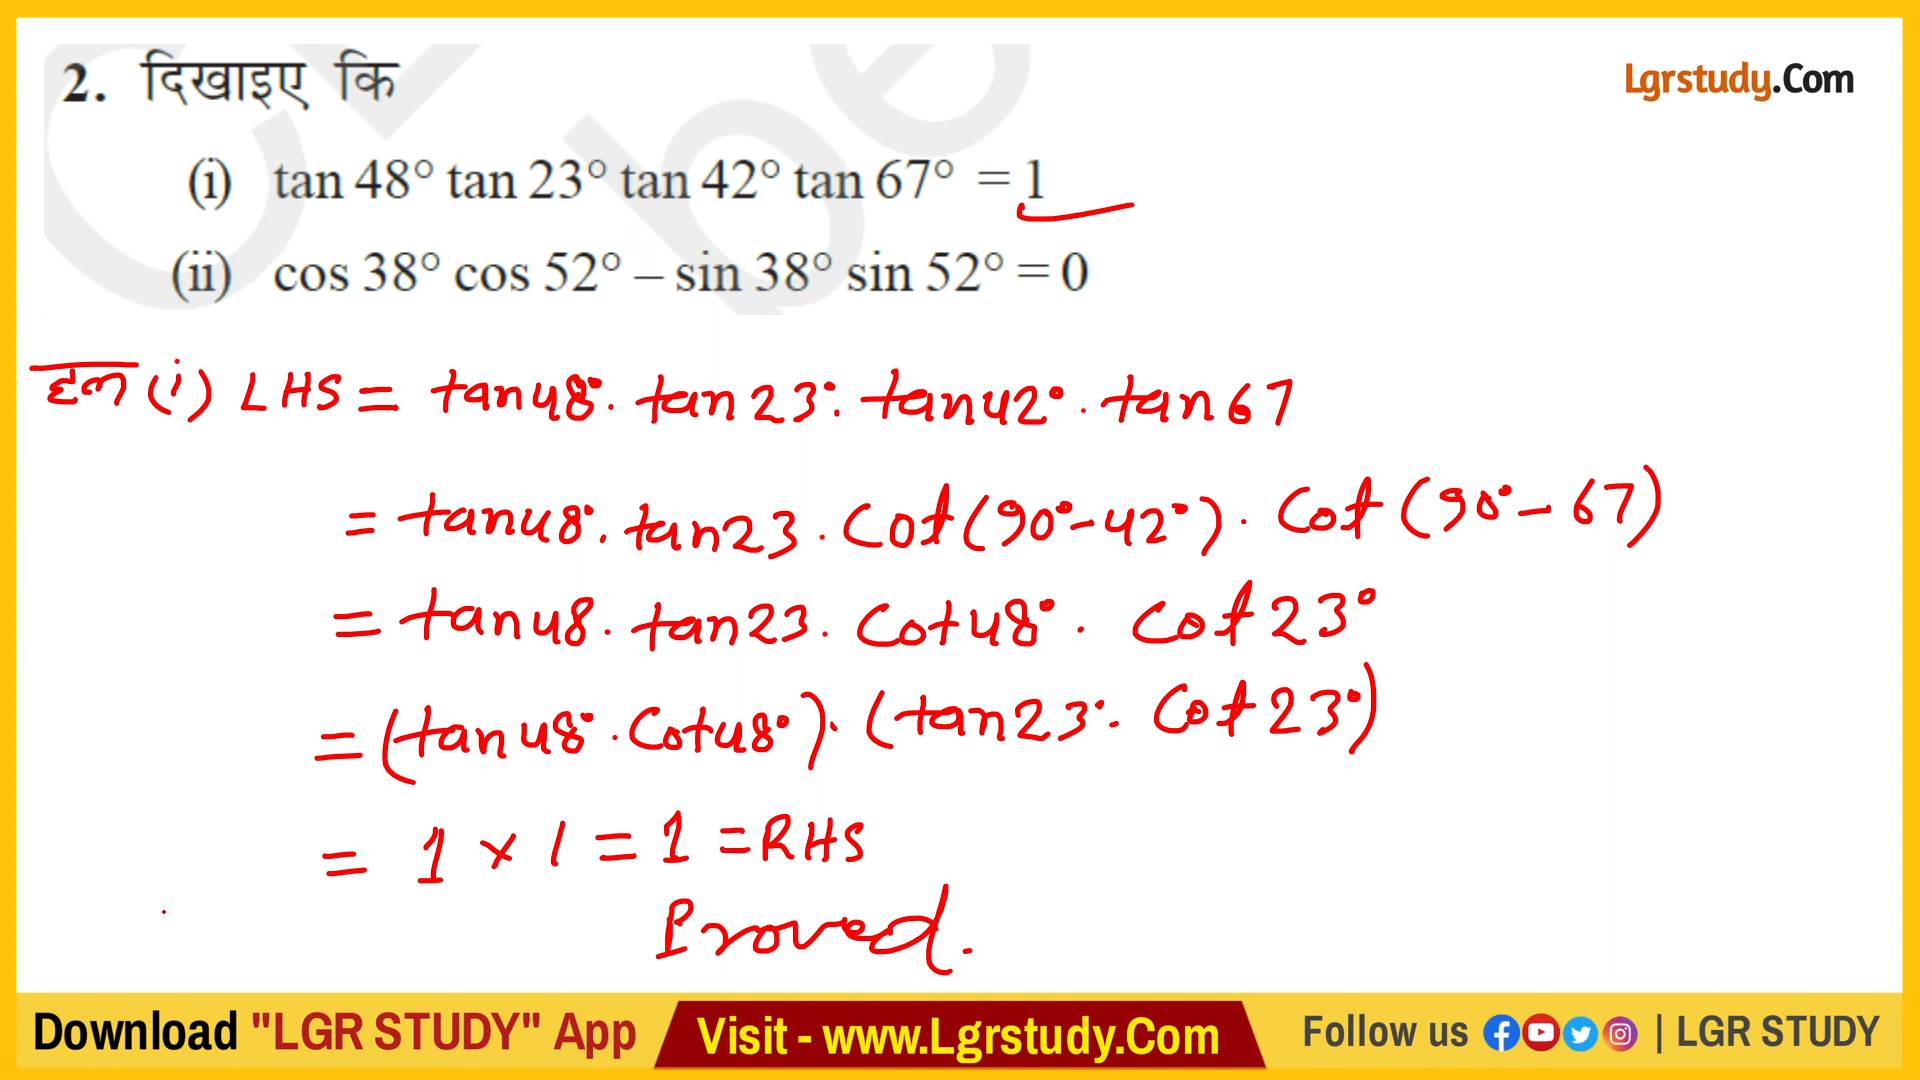 Lgrstudy.Com
2. दिखाइए कि
(i) tan 48° tan 23° tan 42° tan 67° = 1
(ii) cos 38° cos 52° – sin 38° sin 52° = 0
हल (i) LHS = tan48°. tan23°. tan42°. tan67
= tan48°. tan23. Cot(90°-42°). Cot(90°-67)
= tan48. tan23. Cot48°. Cot23°
= (tan48°. Cot48°). (tan23°. Cot23°)
= 1 × 1 = 1 = RHS
Proved.
Download "LGR STUDY" App Visit - www.Lgrstudy.Com Follow us | LGR STUDY